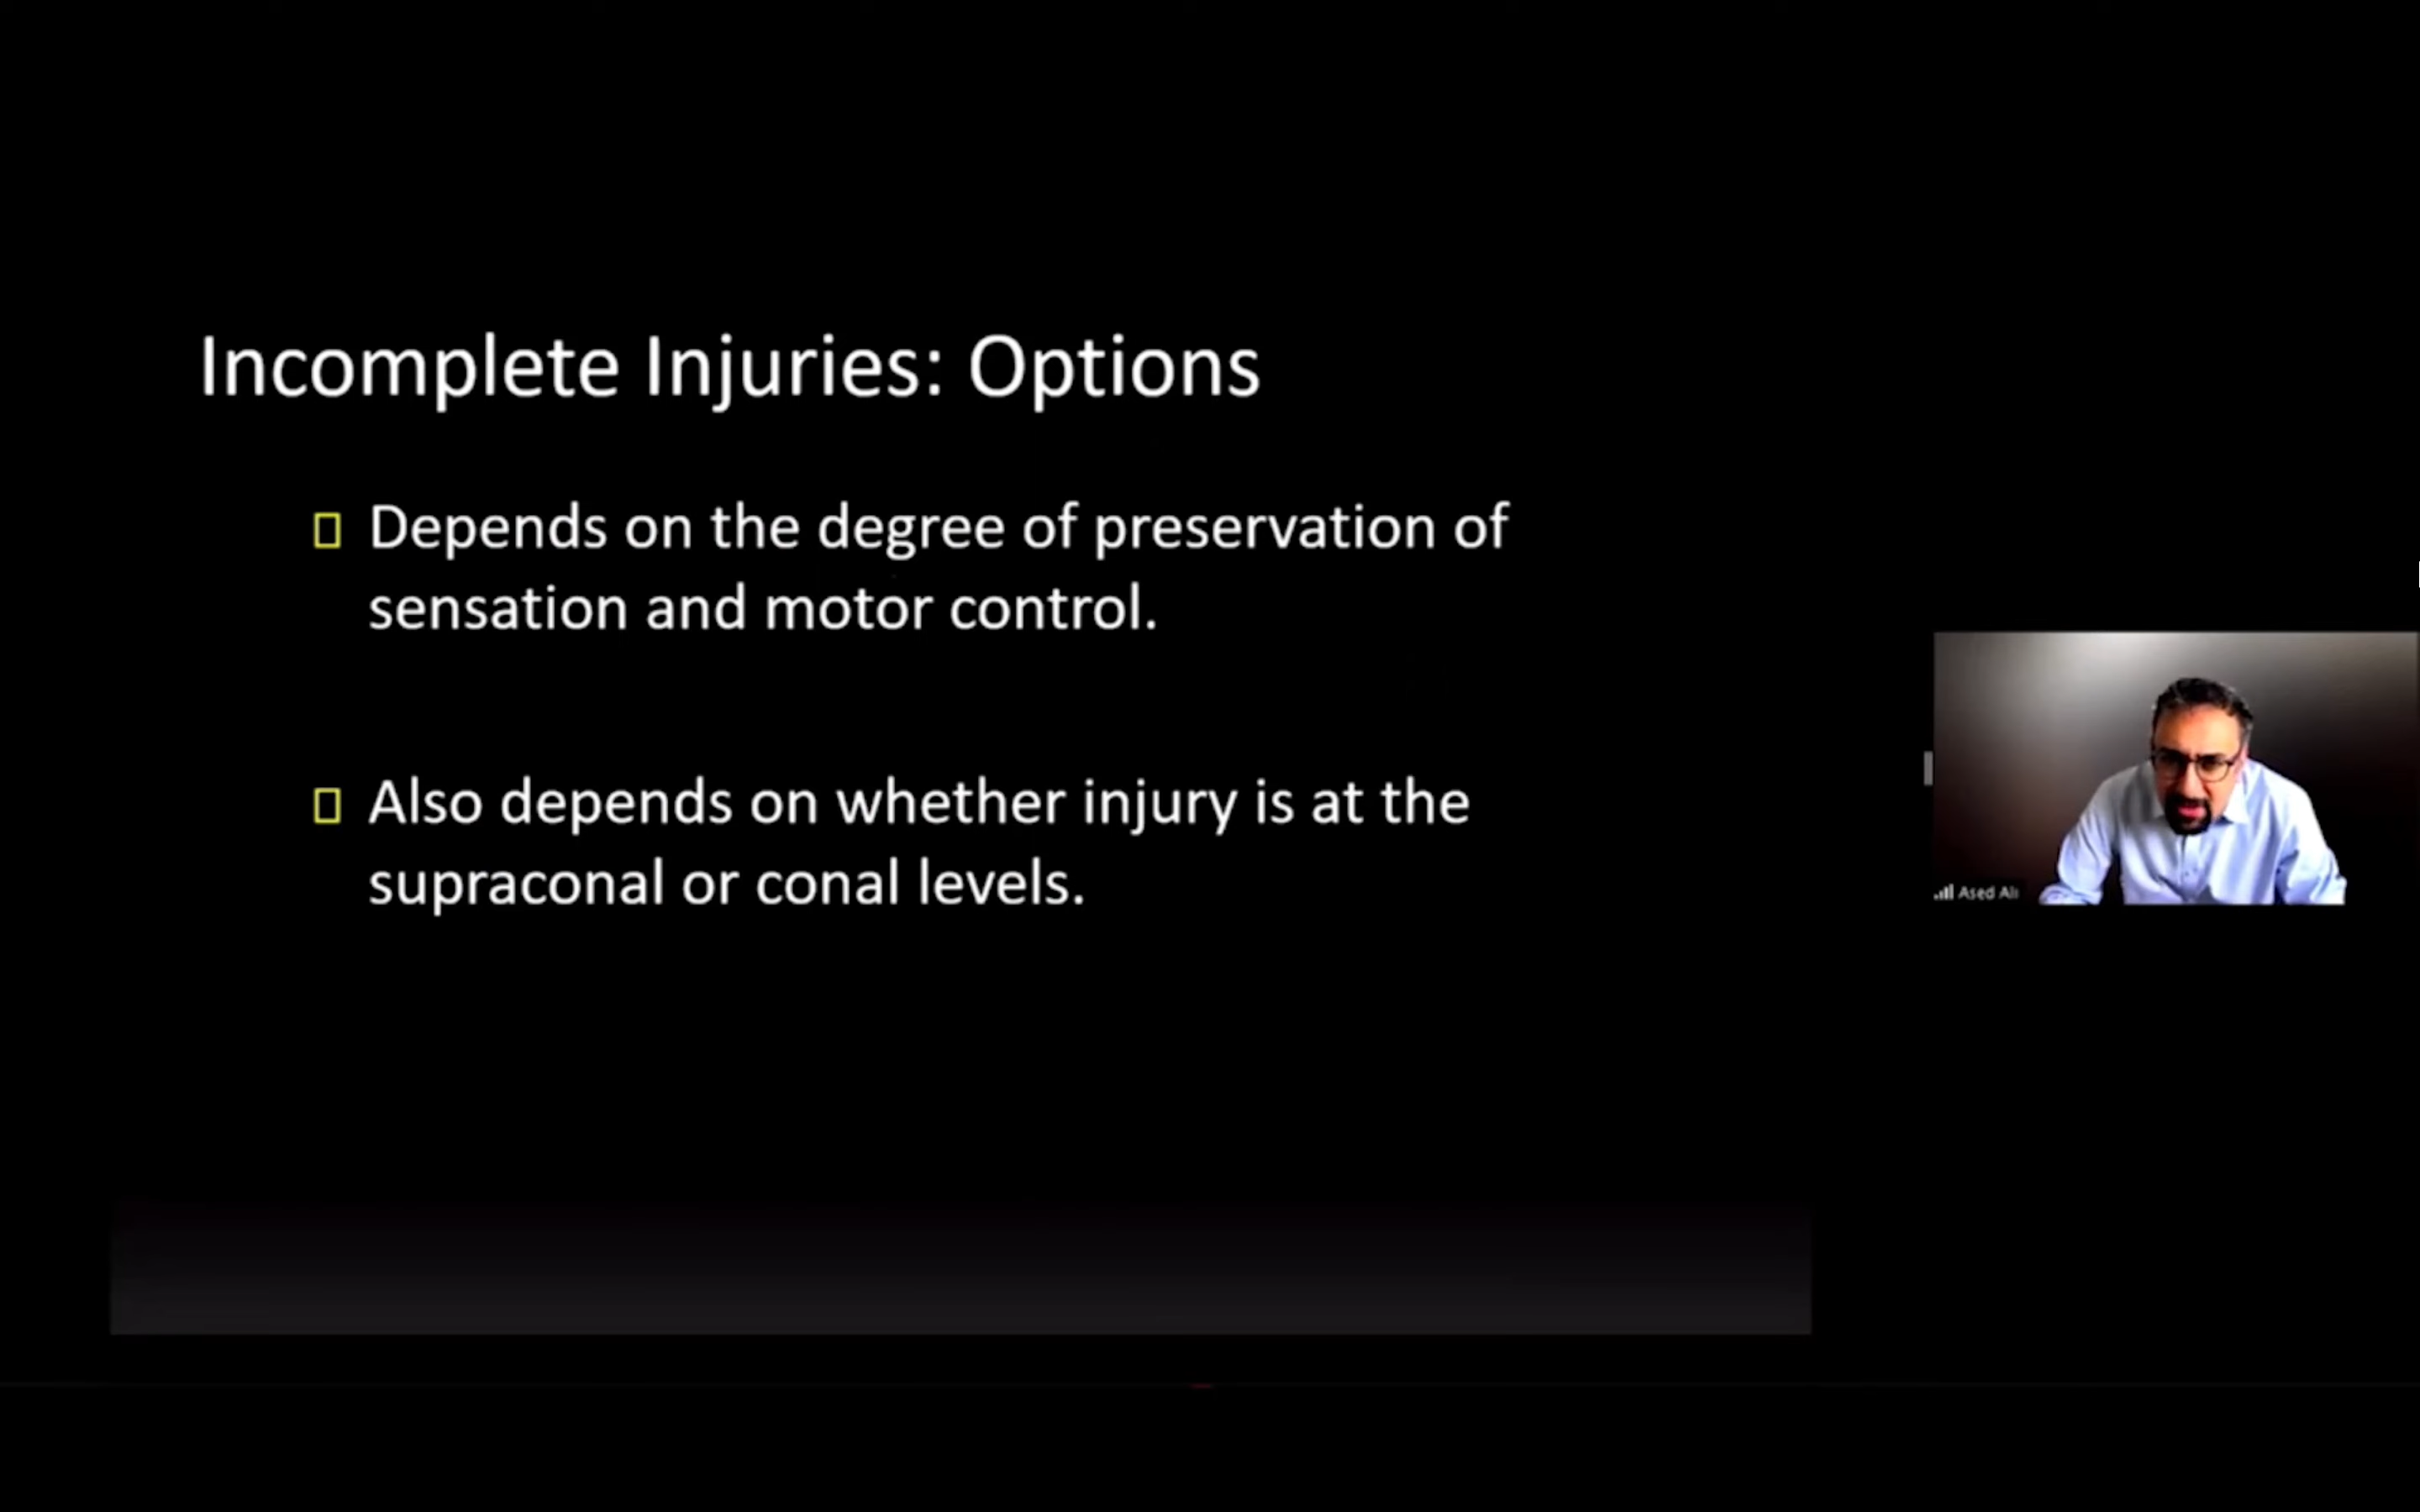 Incomplete Injuries: Options
Depends on the degree of preservation of
sensation and motor control.
Also depends on whether injury is at the
supraconal or conal levels.
Ased Ali